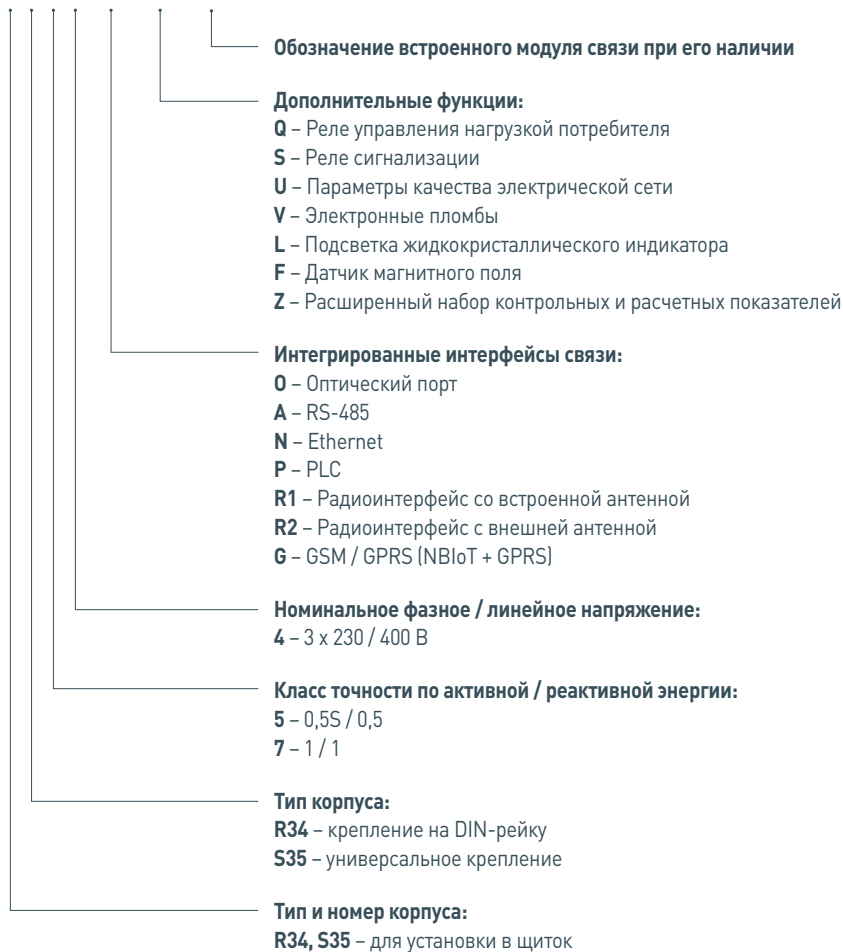 Обозначение встроенного модуля связи при его наличии
Дополнительные функции:
Q – Реле управления нагрузкой потребителя
S – Реле сигнализации
U – Параметры качества электрической сети
V – Электронные пломбы
L – Подсветка жидкокристаллического индикатора
F – Датчик магнитного поля
Z – Расширенный набор контрольных и расчетных показателей
Интегрированные интерфейсы связи:
O – Оптический порт
A – RS-485
N – Ethernet
P – PLC
R1 – Радиоинтерфейс со встроенной антенной
R2 – Радиоинтерфейс с внешней антенной
G – GSM / GPRS (NBIoT + GPRS)
Номинальное фазное / линейное напряжение:
4 – 3 x 230 / 400 В
Класс точности по активной / реактивной энергии:
5 – 0,5S / 0,5
7 – 1 / 1
Тип корпуса:
R34 – крепление на DIN-рейку
S35 – универсальное крепление
Тип и номер корпуса:
R34, S35 – для установки в щиток